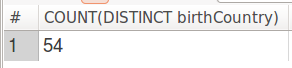 # COUNT(DISTINCT birthCountry)
1 54